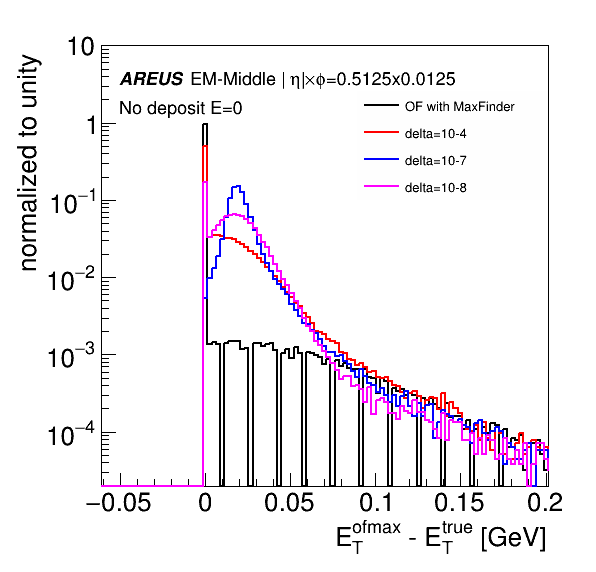 normalized to unity
10
1
10⁻¹
10⁻²
10⁻³
10⁻⁴
AREUS EM-Middle | η|×ϕ=0.5125x0.0125
No deposit E=0
OF with MaxFinder
delta=10-4
delta=10-7
delta=10-8
−0.05 0 0.05 0.1 0.15 0.2
E_T^ofmax - E_T^true [GeV]